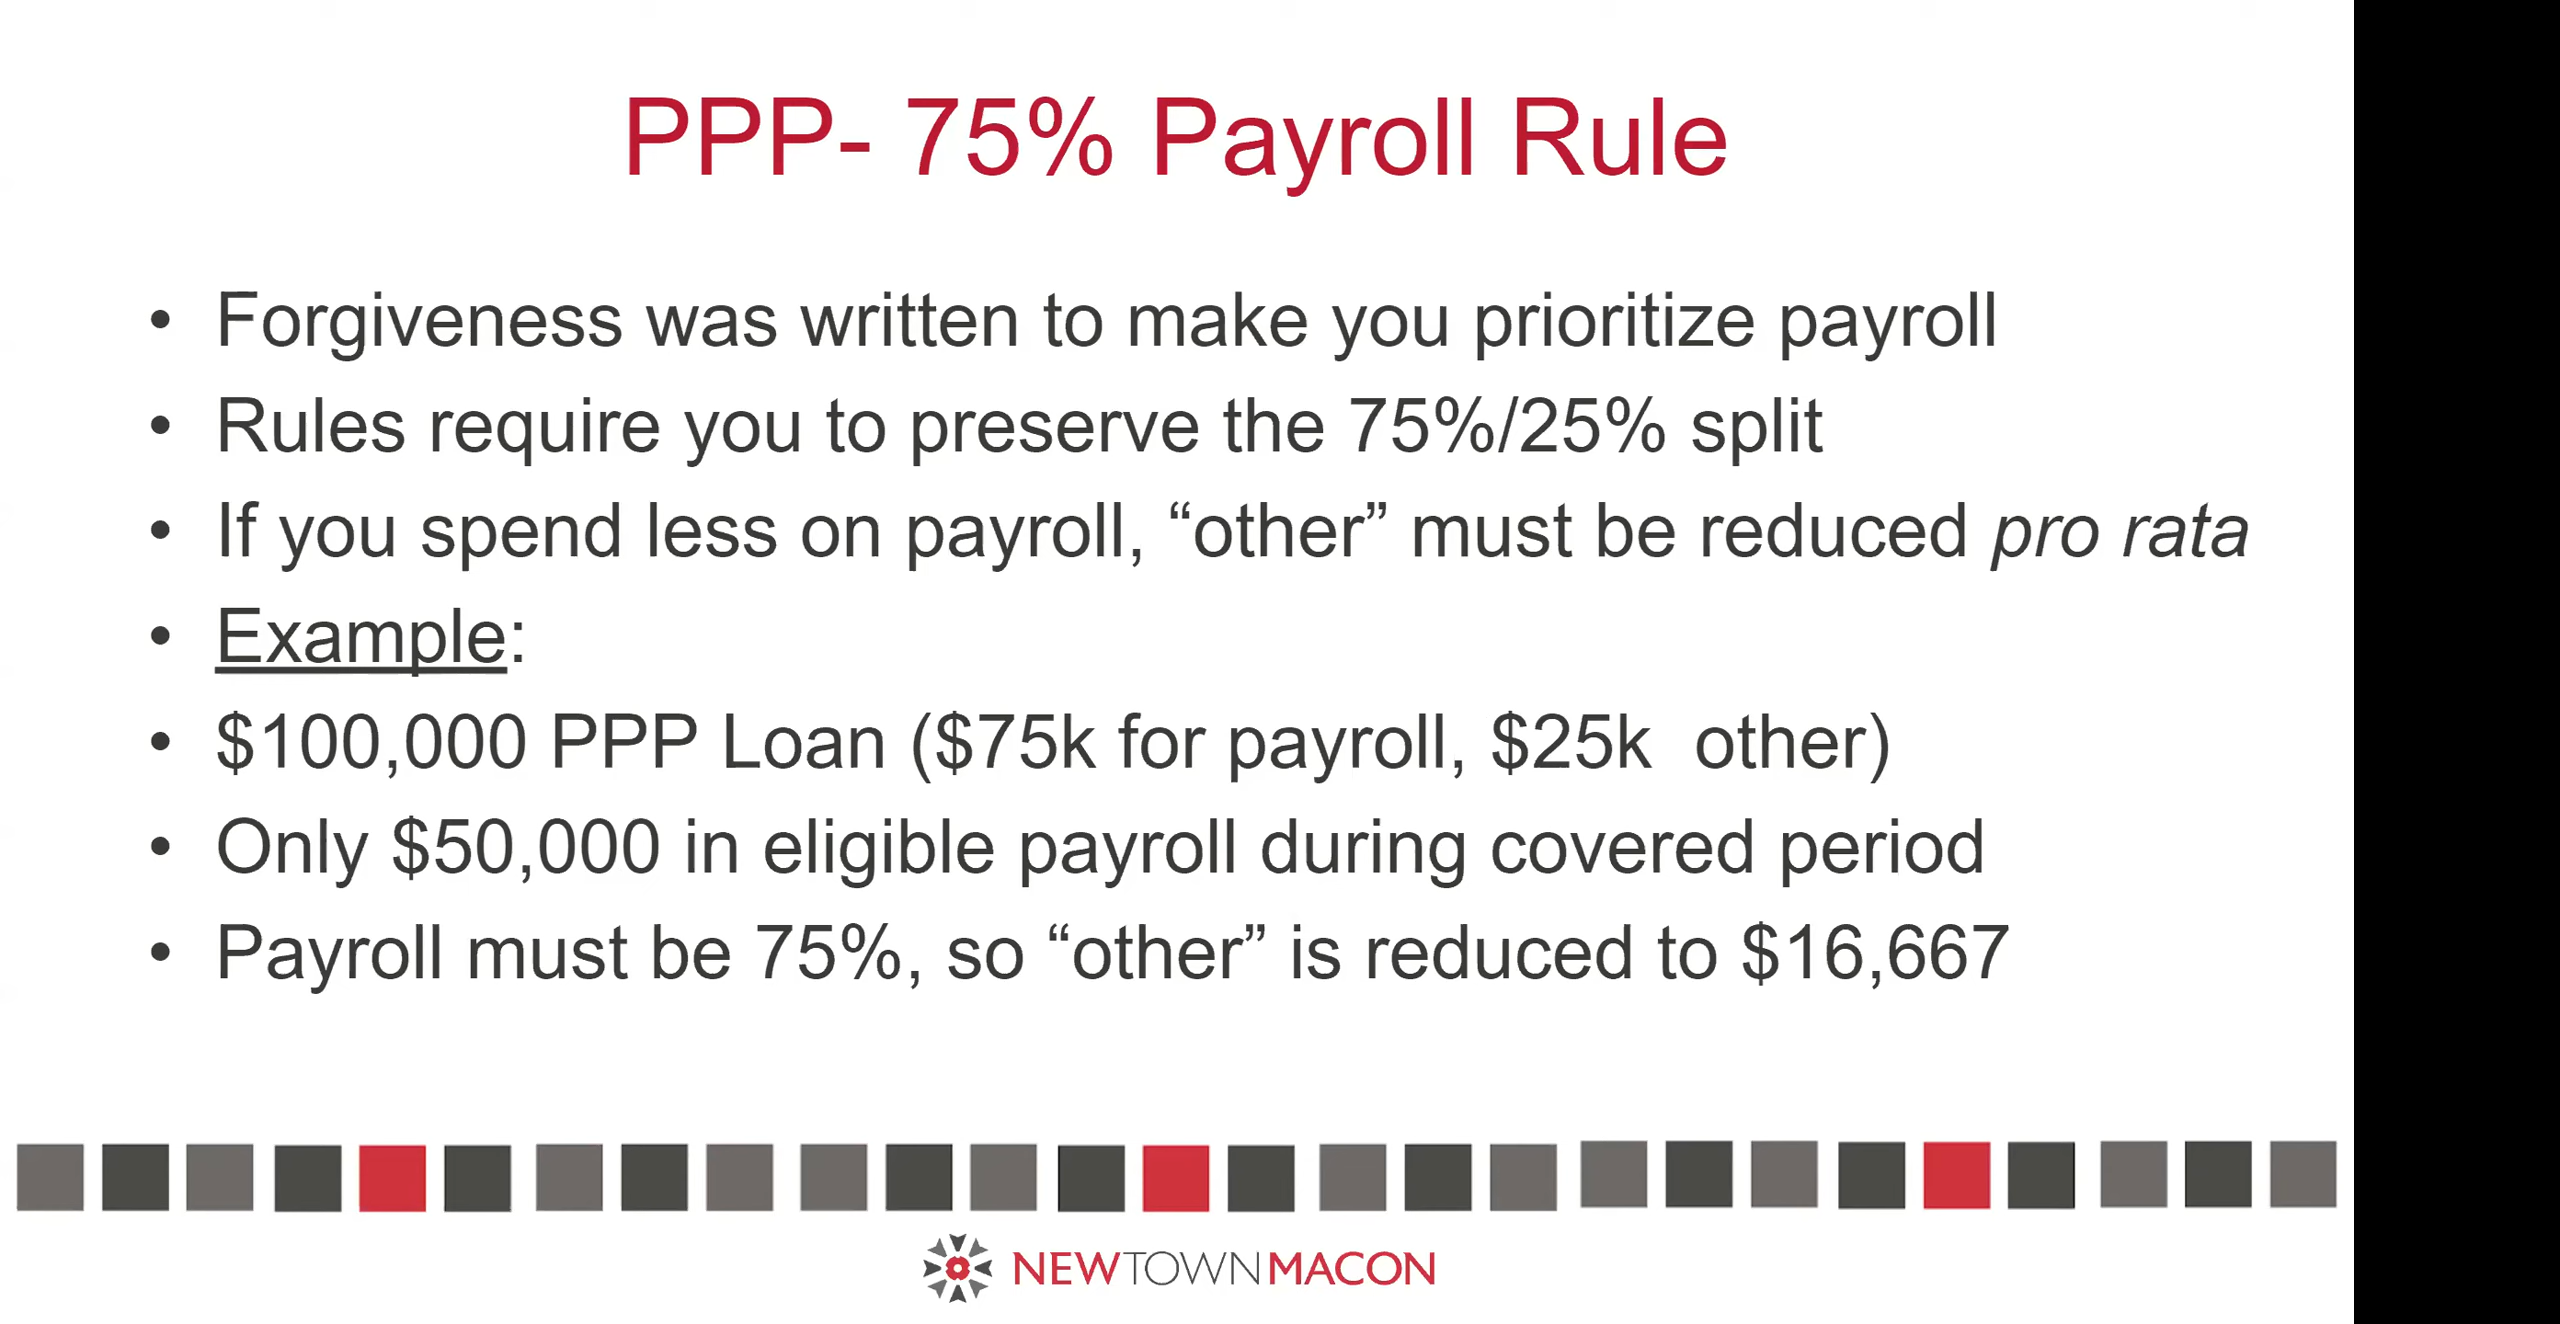 PPP- 75% Payroll Rule
• Forgiveness was written to make you prioritize payroll
• Rules require you to preserve the 75%/25% split
• If you spend less on payroll, “other” must be reduced pro rata
• Example:
• $100,000 PPP Loan ($75k for payroll, $25k  other)
• Only $50,000 in eligible payroll during covered period
• Payroll must be 75%, so “other” is reduced to $16,667
NEWTOWNMACON